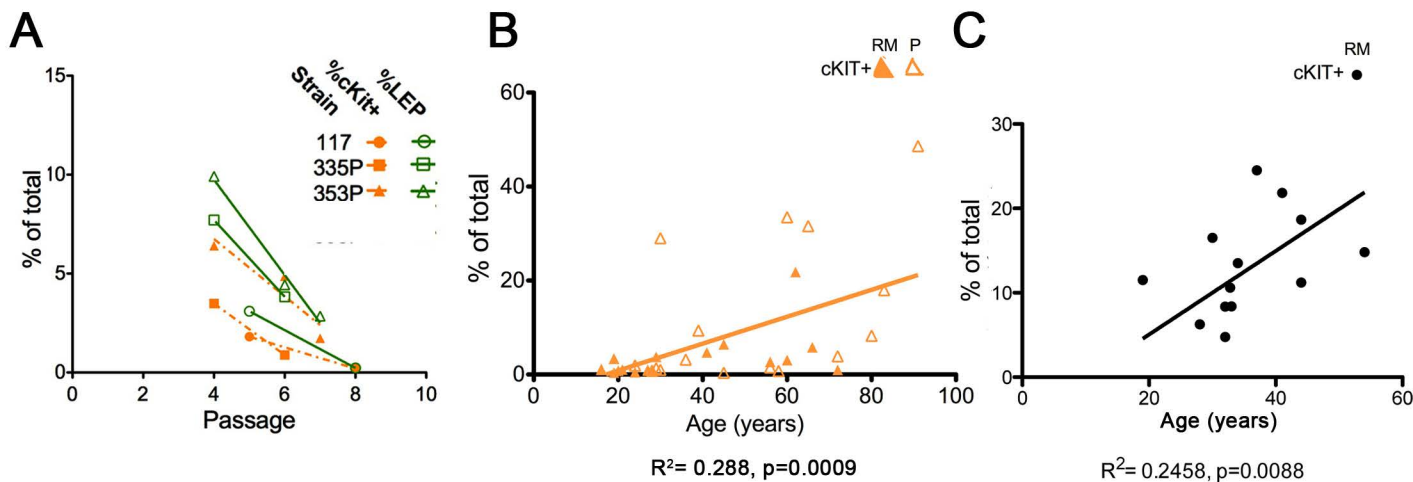 A
B
C
15
10
5
0
% of total
0
2
4
6
8
10
Passage
Strain
%cKit+
%LEP
117
335P
353P
RM
P
cKIT+
60
40
20
0
% of total
0
20
40
60
80
100
Age (years)
R²= 0.288, p=0.0009
RM
cKIT+
30
20
10
0
% of total
0
20
40
60
Age (years)
R²= 0.2458, p=0.0088